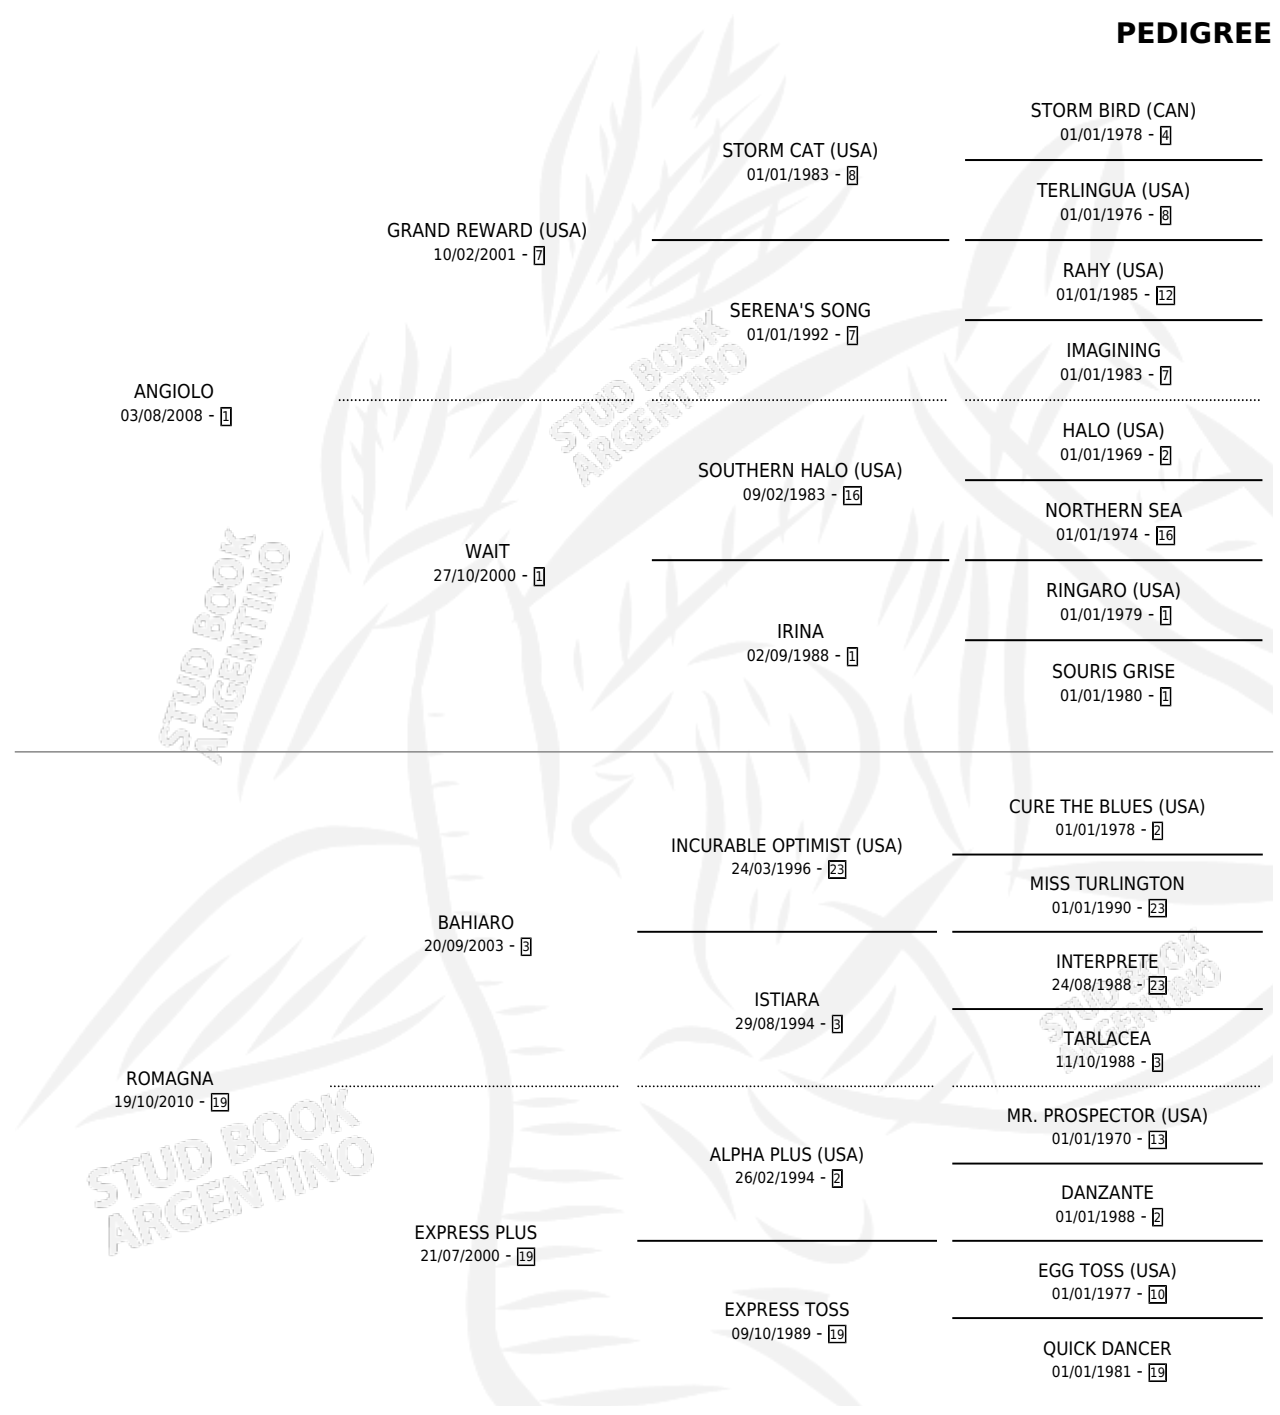 PEDIGREE
STORM BIRD (CAN)
01/01/1978 - 4
STORM CAT (USA)
01/01/1983 - 8
TERLINGUA (USA)
01/01/1976 - 8
GRAND REWARD (USA)
10/02/2001 - 7
RAHY (USA)
01/01/1985 - 12
SERENA'S SONG
01/01/1992 - 7
IMAGINING
01/01/1983 - 7
ANGIOLO
03/08/2008 - 1
STUD BOOK
ARGENTINO
HALO (USA)
01/01/1969 - 2
SOUTHERN HALO (USA)
09/02/1983 - 16
NORTHERN SEA
01/01/1974 - 16
WAIT
27/10/2000 - 1
RINGARO (USA)
01/01/1979 - 1
IRINA
02/09/1988 - 1
SOURIS GRISE
01/01/1980 - 1
STUD BOOK
ARGENTINO
CURE THE BLUES (USA)
01/01/1978 - 2
INCURABLE OPTIMIST (USA)
24/03/1996 - 23
MISS TURLINGTON
01/01/1990 - 23
BAHIARO
20/09/2003 - 3
INTERPRETE
24/08/1988 - 23
ISTIARA
29/08/1994 - 3
STUD BOOK
ARGENTINO
TARLACEA
11/10/1988 - 3
ROMAGNA
19/10/2010 - 19
MR. PROSPECTOR (USA)
01/01/1970 - 13
ALPHA PLUS (USA)
26/02/1994 - 2
DANZANTE
01/01/1988 - 2
STUD BOOK
ARGENTINO
EXPRESS PLUS
21/07/2000 - 19
EGG TOSS (USA)
01/01/1977 - 10
EXPRESS TOSS
09/10/1989 - 19
QUICK DANCER
01/01/1981 - 19